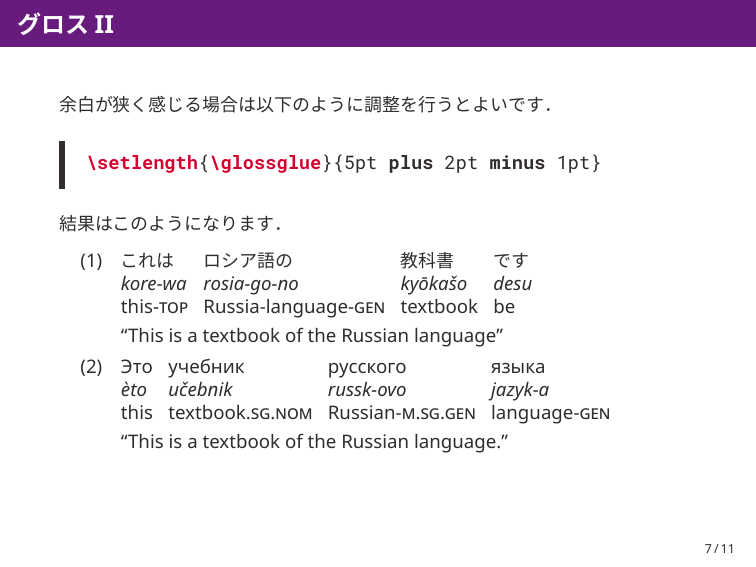 グロス II
余白が狭く感じる場合は以下のように調整を行うとよいです．
\setlength{\glossglue}{5pt plus 2pt minus 1pt}
結果はこのようになります．
(1) これは ロシア語の 教科書 です
kore-wa rosia-go-no kyōkašo desu
this-TOP Russia-language-GEN textbook be
“This is a textbook of the Russian language”
(2) Это учебник русского языка
èto učebnik russk-ovo jazyk-a
this textbook.SG.NOM Russian-M.SG.GEN language-GEN
“This is a textbook of the Russian language.”
7 / 11